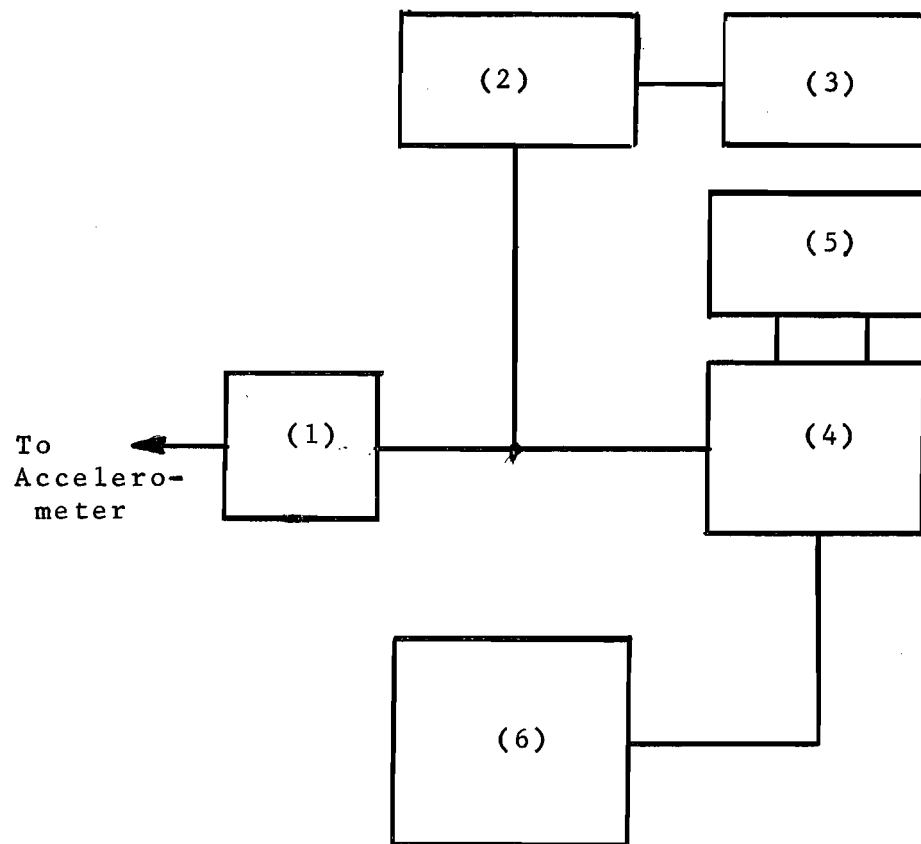 (2)
(3)
(5)
(1)
(4)
To
Accelero-
meter
(6)